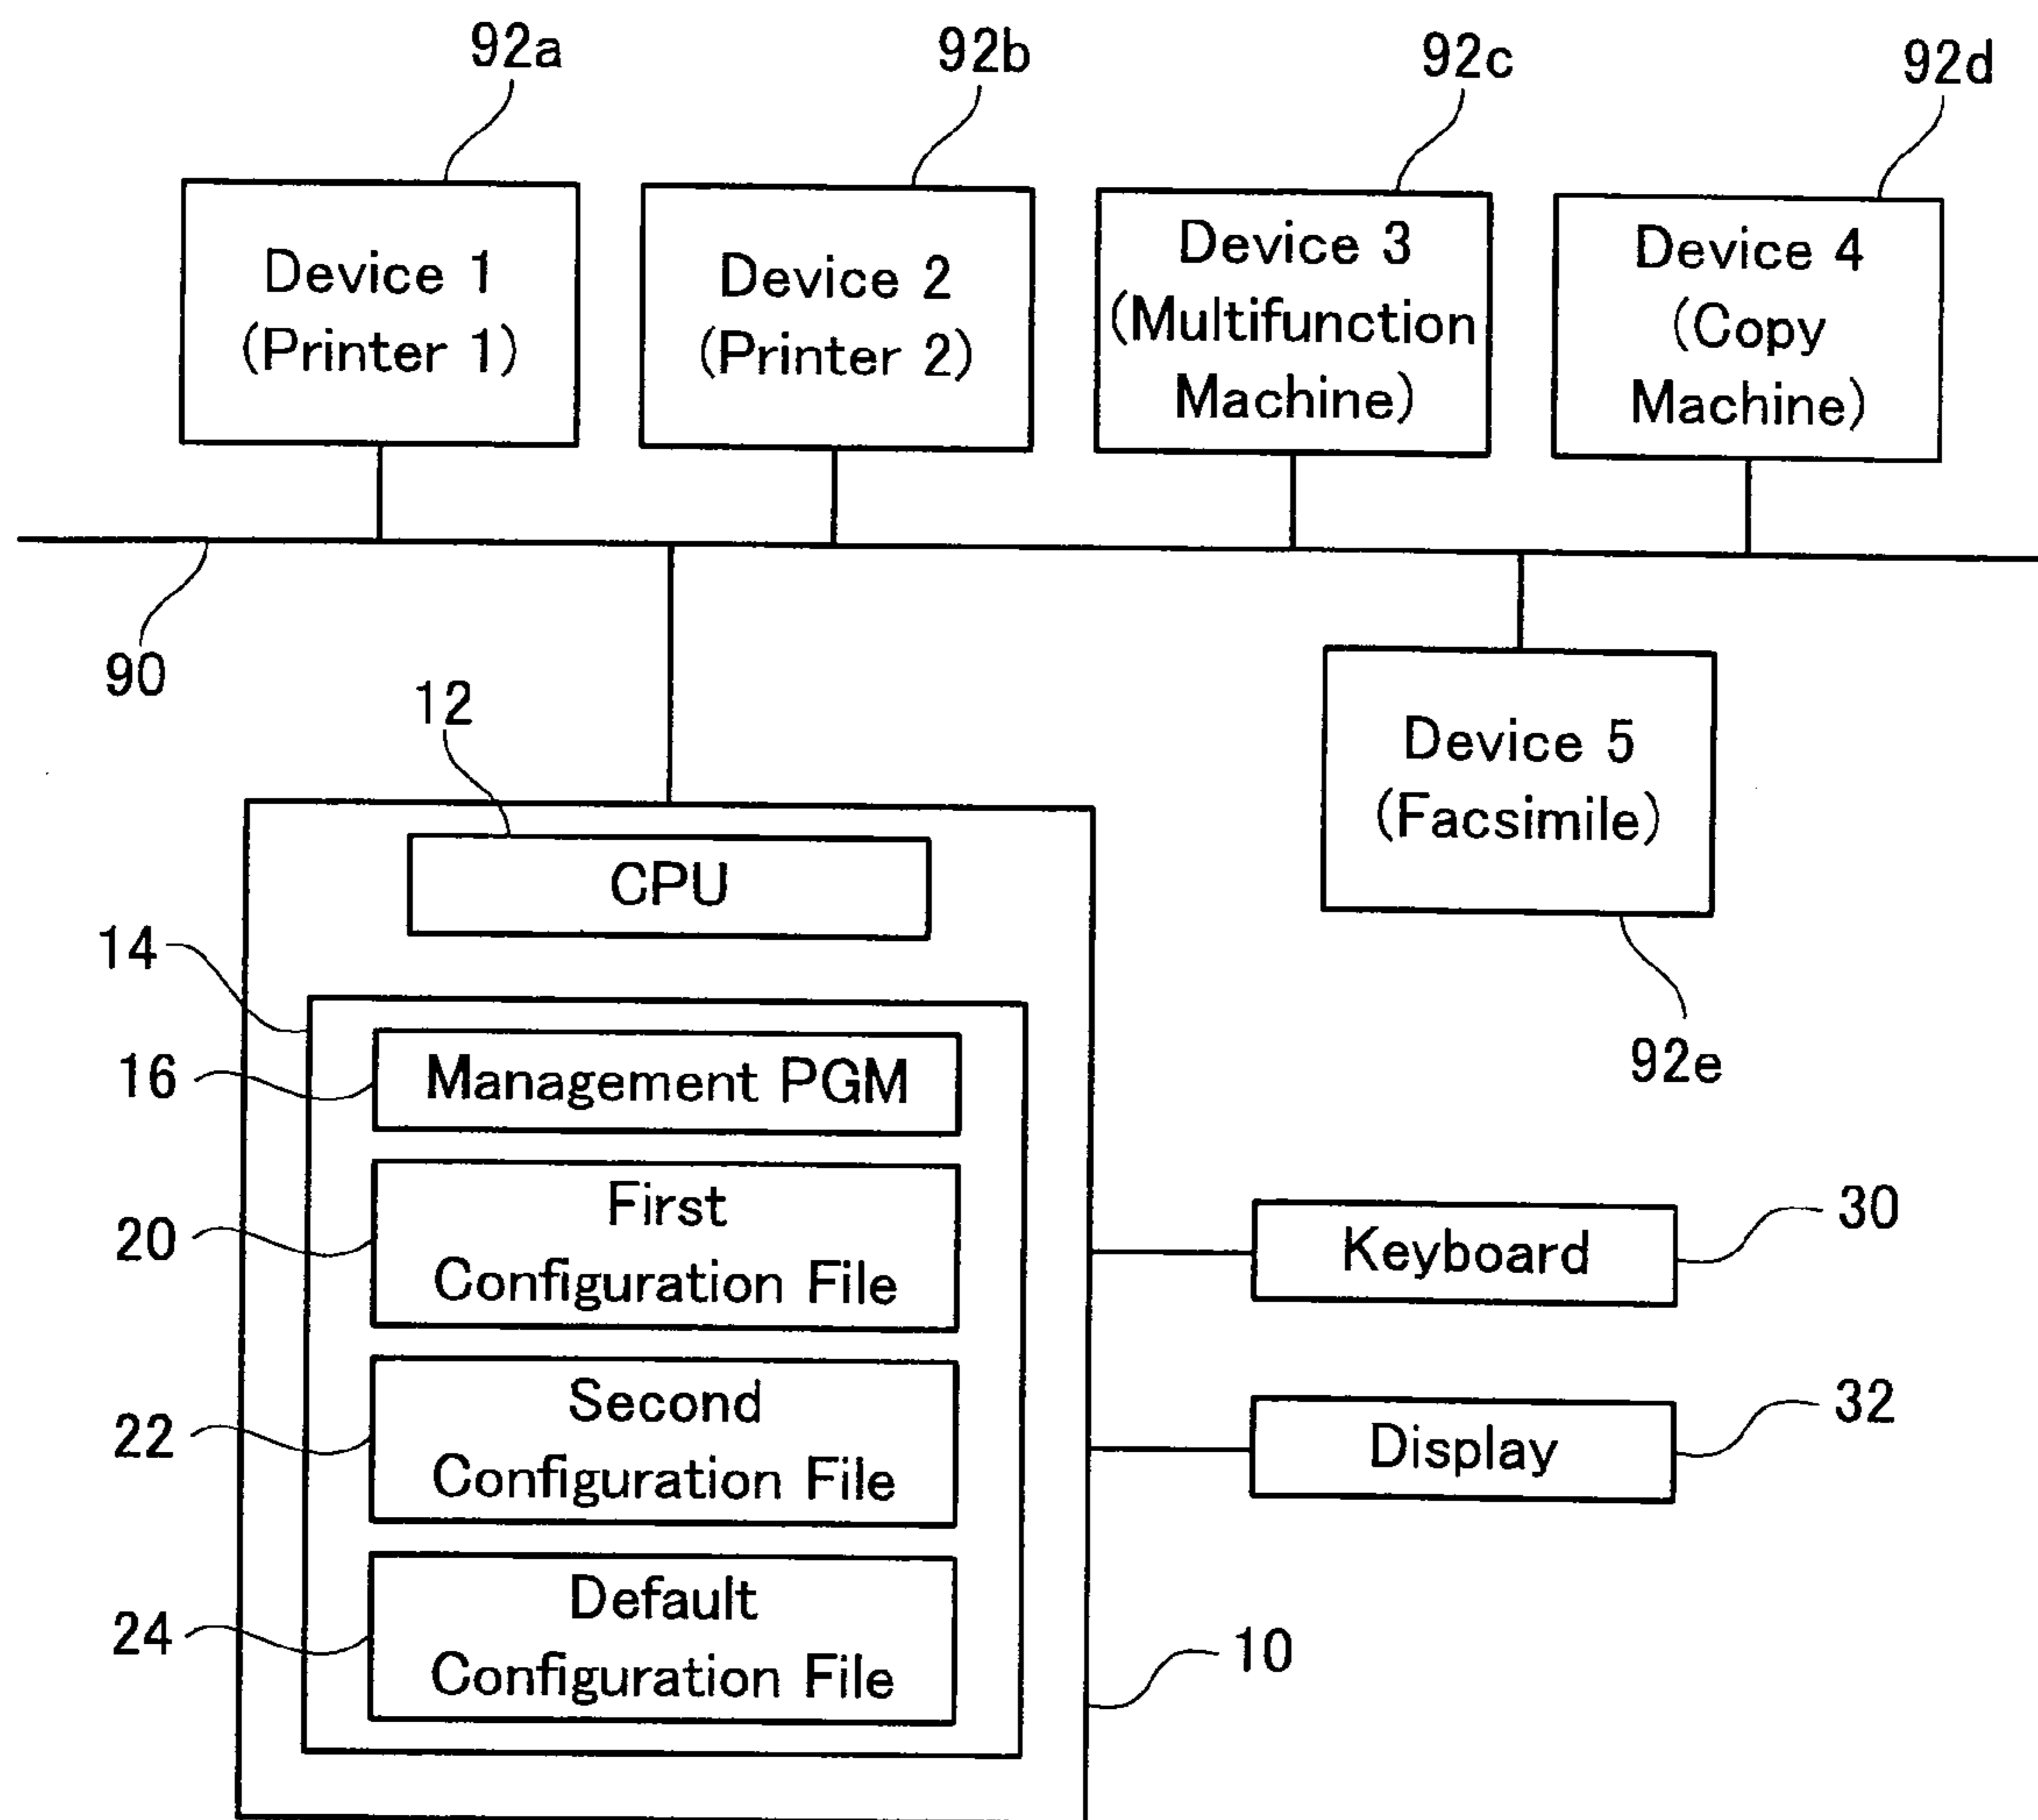 92a
92b
92c
92d
Device 1
(Printer 1)
Device 2
(Printer 2)
Device 3
(Multifunction
Machine)
Device 4
(Copy
Machine)
90
12
Device 5
(Facsimile)
92e
CPU
14
16
Management PGM
20
First
Configuration File
22
Second
Configuration File
24
Default
Configuration File
Keyboard
30
Display
32
10